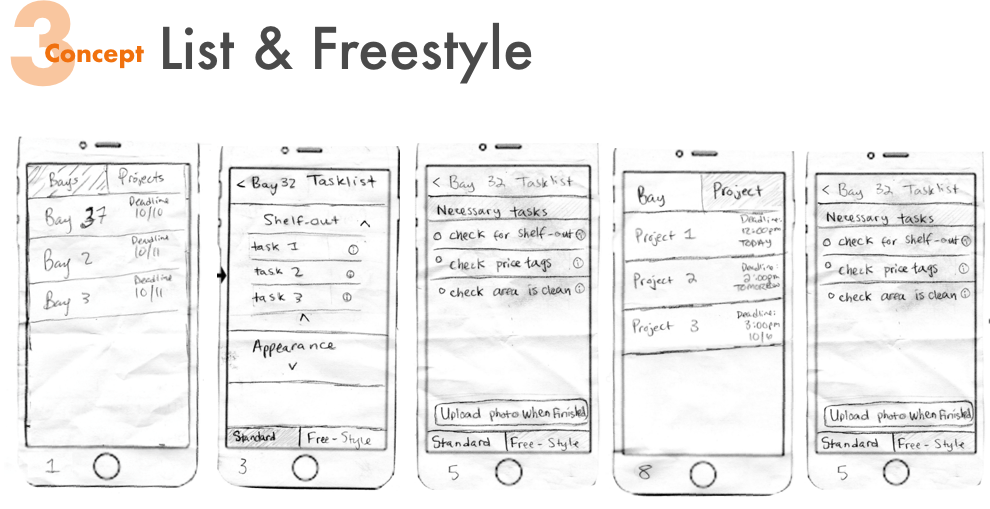 3
Concept
List & Freestyle
Bays
Projects
Bay 37
Deadline
10/10
Bay 2
Deadline
10/11
Bay 3
Deadline
10/11
1
< Bay 32 Tasklist
Shelf-out ^
task 1 i
task 2 i
task 3 i
^
Appearance
v
Standard
Free-Style
3
< Bay 32 Tasklist
Necessary tasks
check for shelf-out i
check price tags i
check area is clean i
Upload photo when finished
Standard
Free-Style
5
Bay
Project
Project 1
Deadline:
12:00pm
TODAY
Project 2
Deadline:
2:00pm
TOMORROW
Project 3
Deadline:
3:00pm
10/6
8
< Bay 32 Tasklist
Necessary tasks
check for shelf-out i
check price tags i
check area is clean i
Upload photo when finished
Standard
Free-Style
5